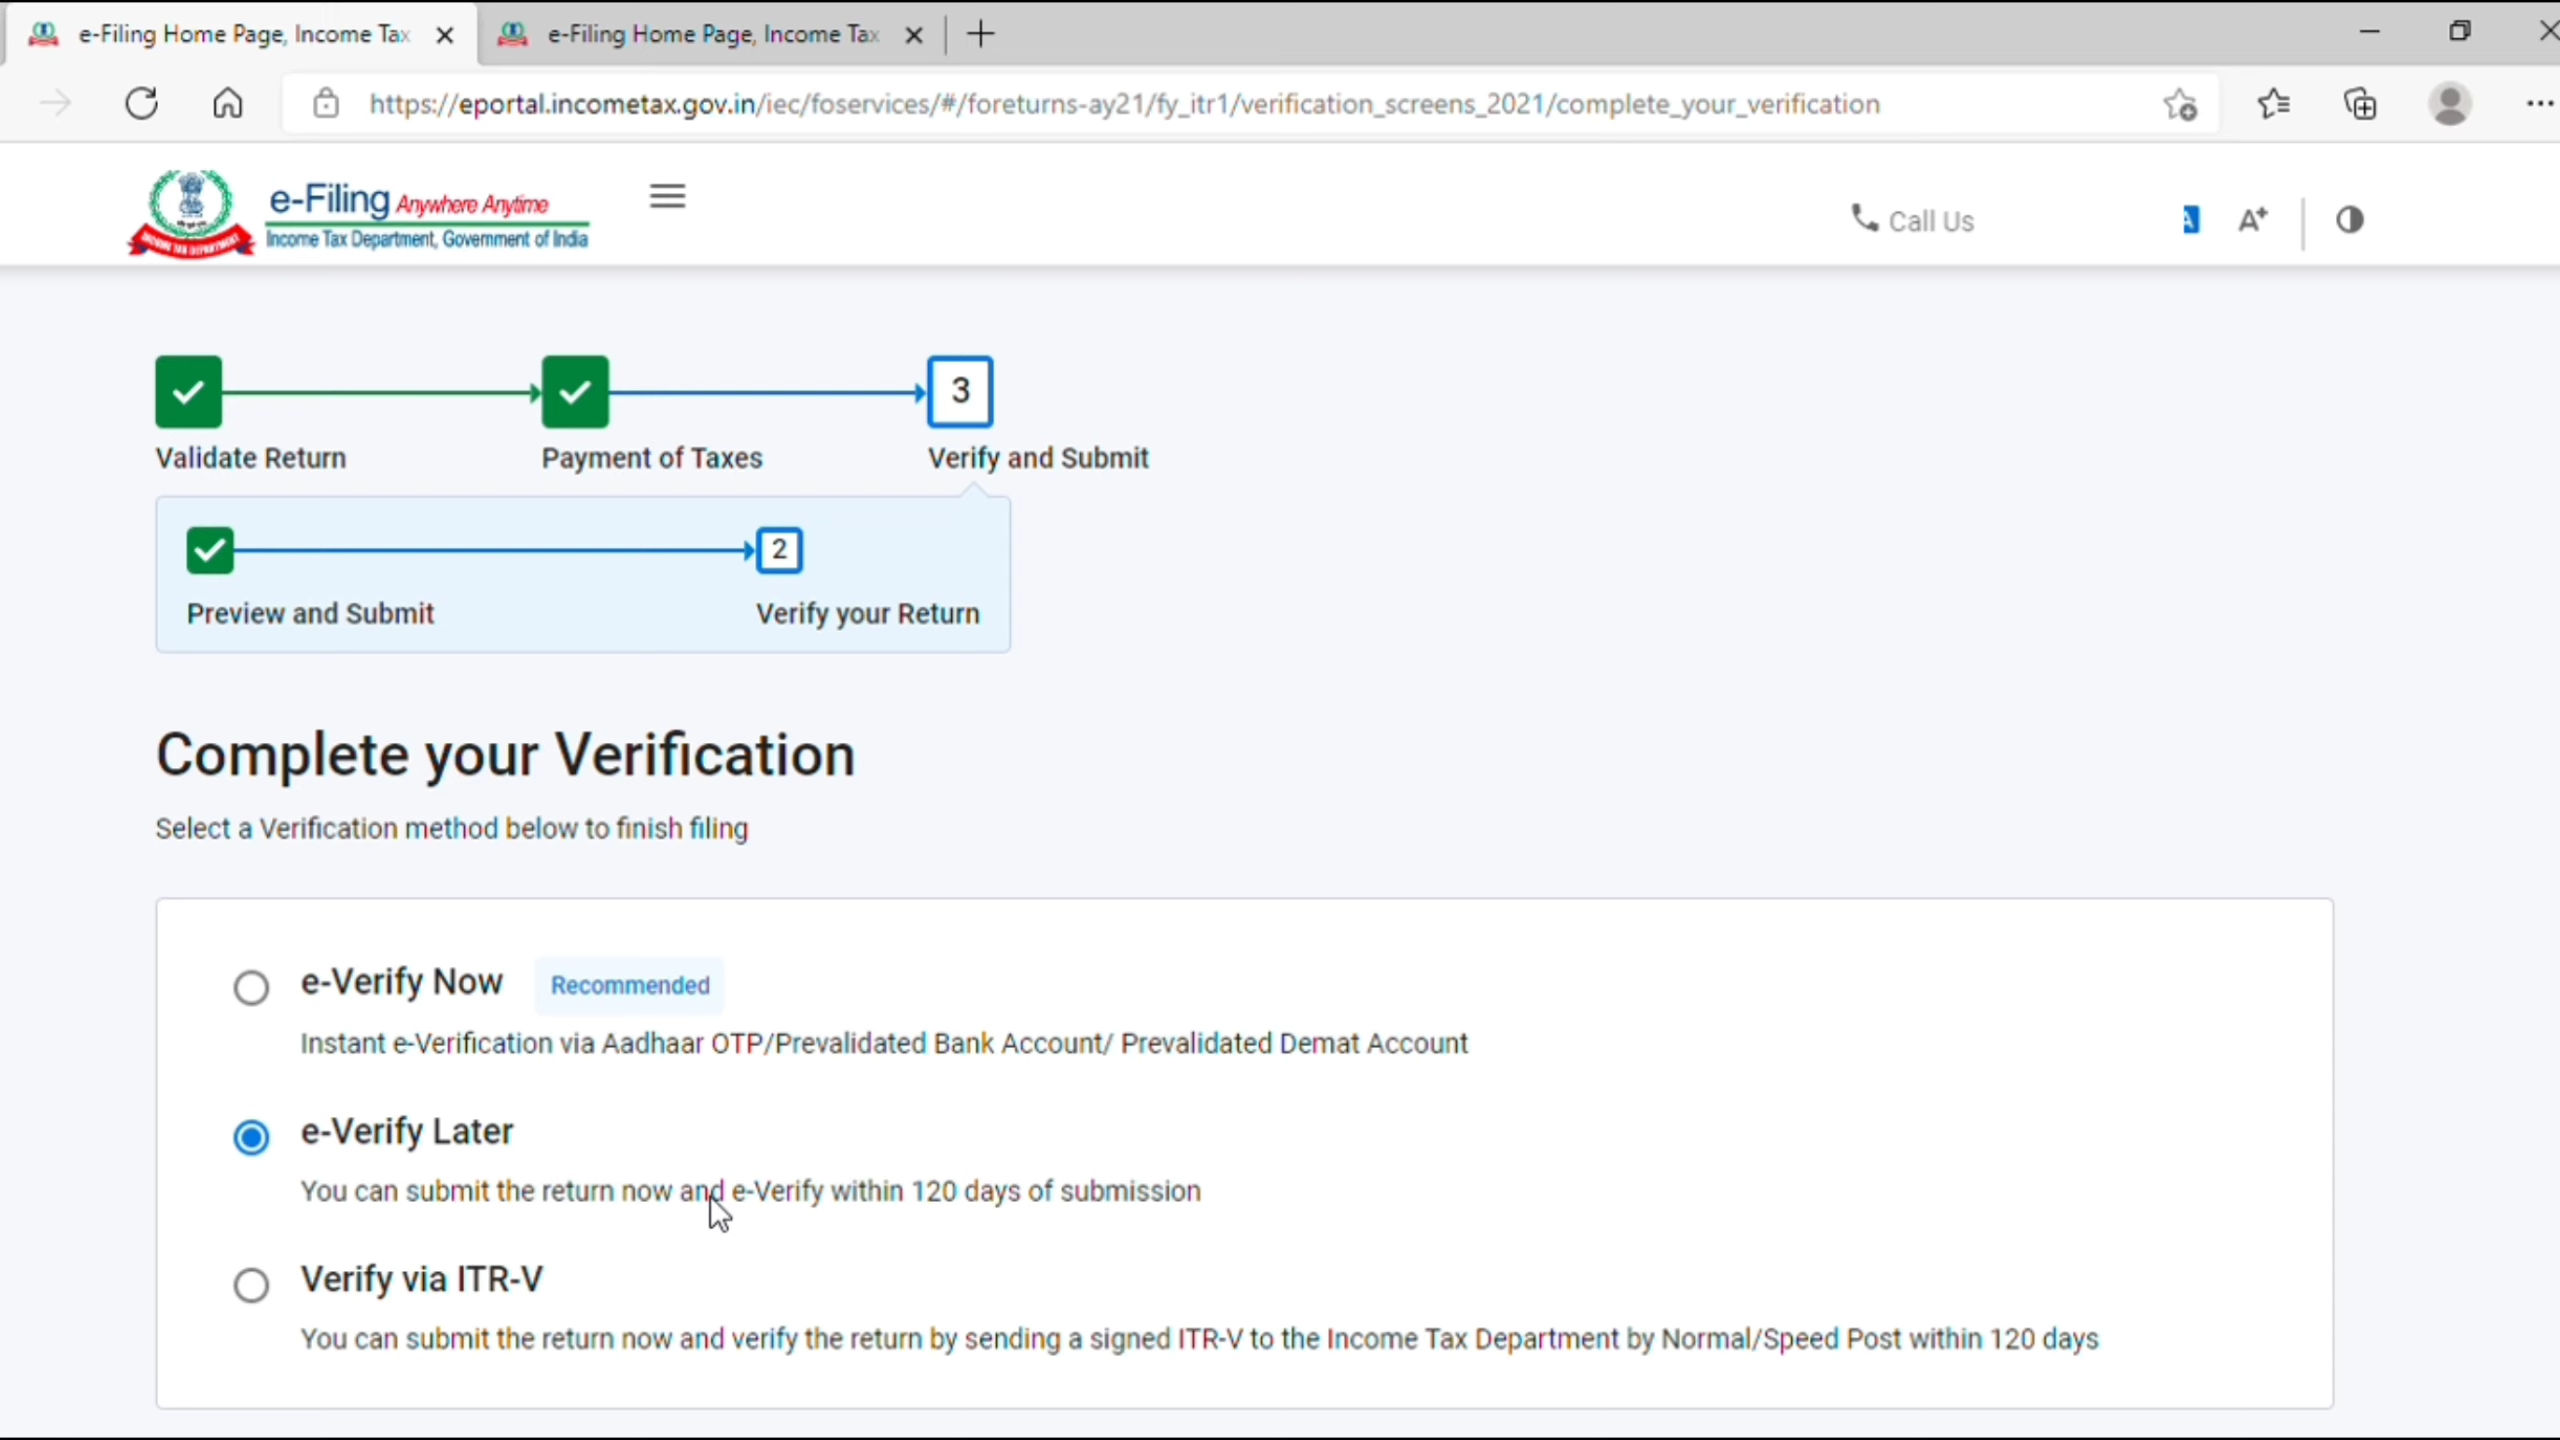 e-Filing Home Page, Income Tax
e-Filing Home Page, Income Tax
https://eportal.incometax.gov.in/iec/foservices/#/foreturns-ay21/fy_itr1/verification_screens_2021/complete_your_verification
e-Filing Anywhere Anytime
Income Tax Department, Government of India
INCOME TAX DEPARTMENT
Call Us
A
A+
3
Validate Return
Payment of Taxes
Verify and Submit
2
Preview and Submit
Verify your Return
Complete your Verification
Select a Verification method below to finish filing
e-Verify Now
Recommended
Instant e-Verification via Aadhaar OTP/Prevalidated Bank Account/ Prevalidated Demat Account
e-Verify Later
You can submit the return now and e-Verify within 120 days of submission
Verify via ITR-V
You can submit the return now and verify the return by sending a signed ITR-V to the Income Tax Department by Normal/Speed Post within 120 days